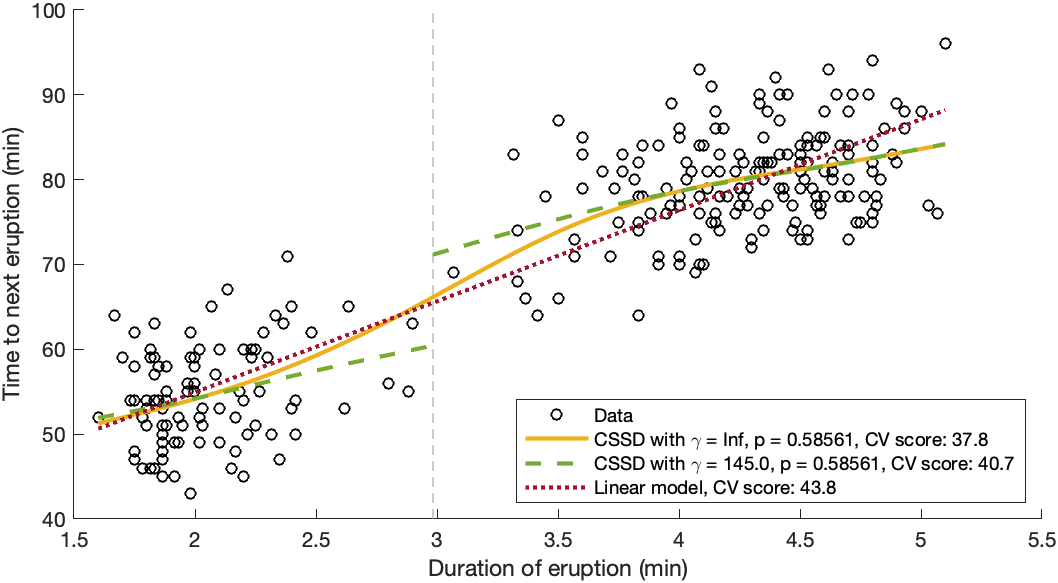 100
90
80
70
60
50
40
Time to next eruption (min)
1.5 2 2.5 3 3.5 4 4.5 5 5.5
Duration of eruption (min)
Data
CSSD with γ = Inf, p = 0.58561, CV score: 37.8
CSSD with γ = 145.0, p = 0.58561, CV score: 40.7
Linear model, CV score: 43.8